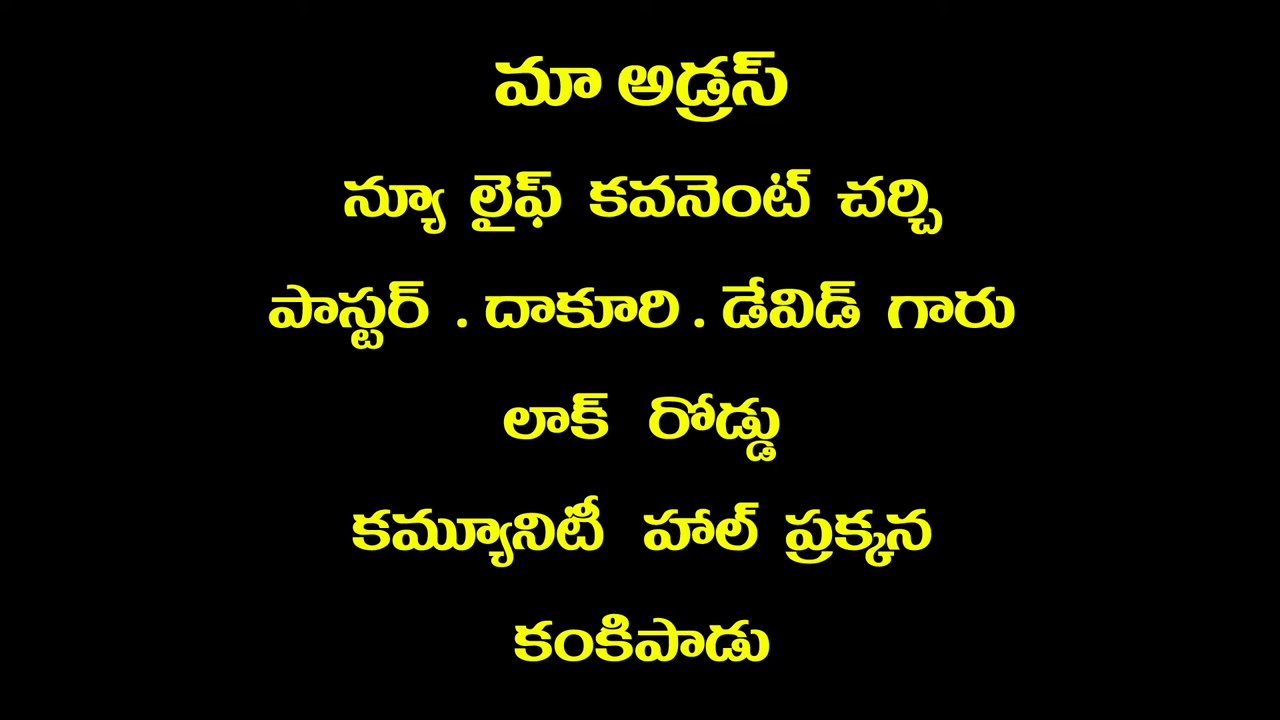 మా అడ్రస్
న్యూ లైఫ్ కవనెంట్ చర్చి
పాస్టర్ . దాకూరి . డేవిడ్ గారు
లాక్ రోడ్డు
కమ్యూనిటీ హాల్ ప్రక్కన
కంకిపాడు